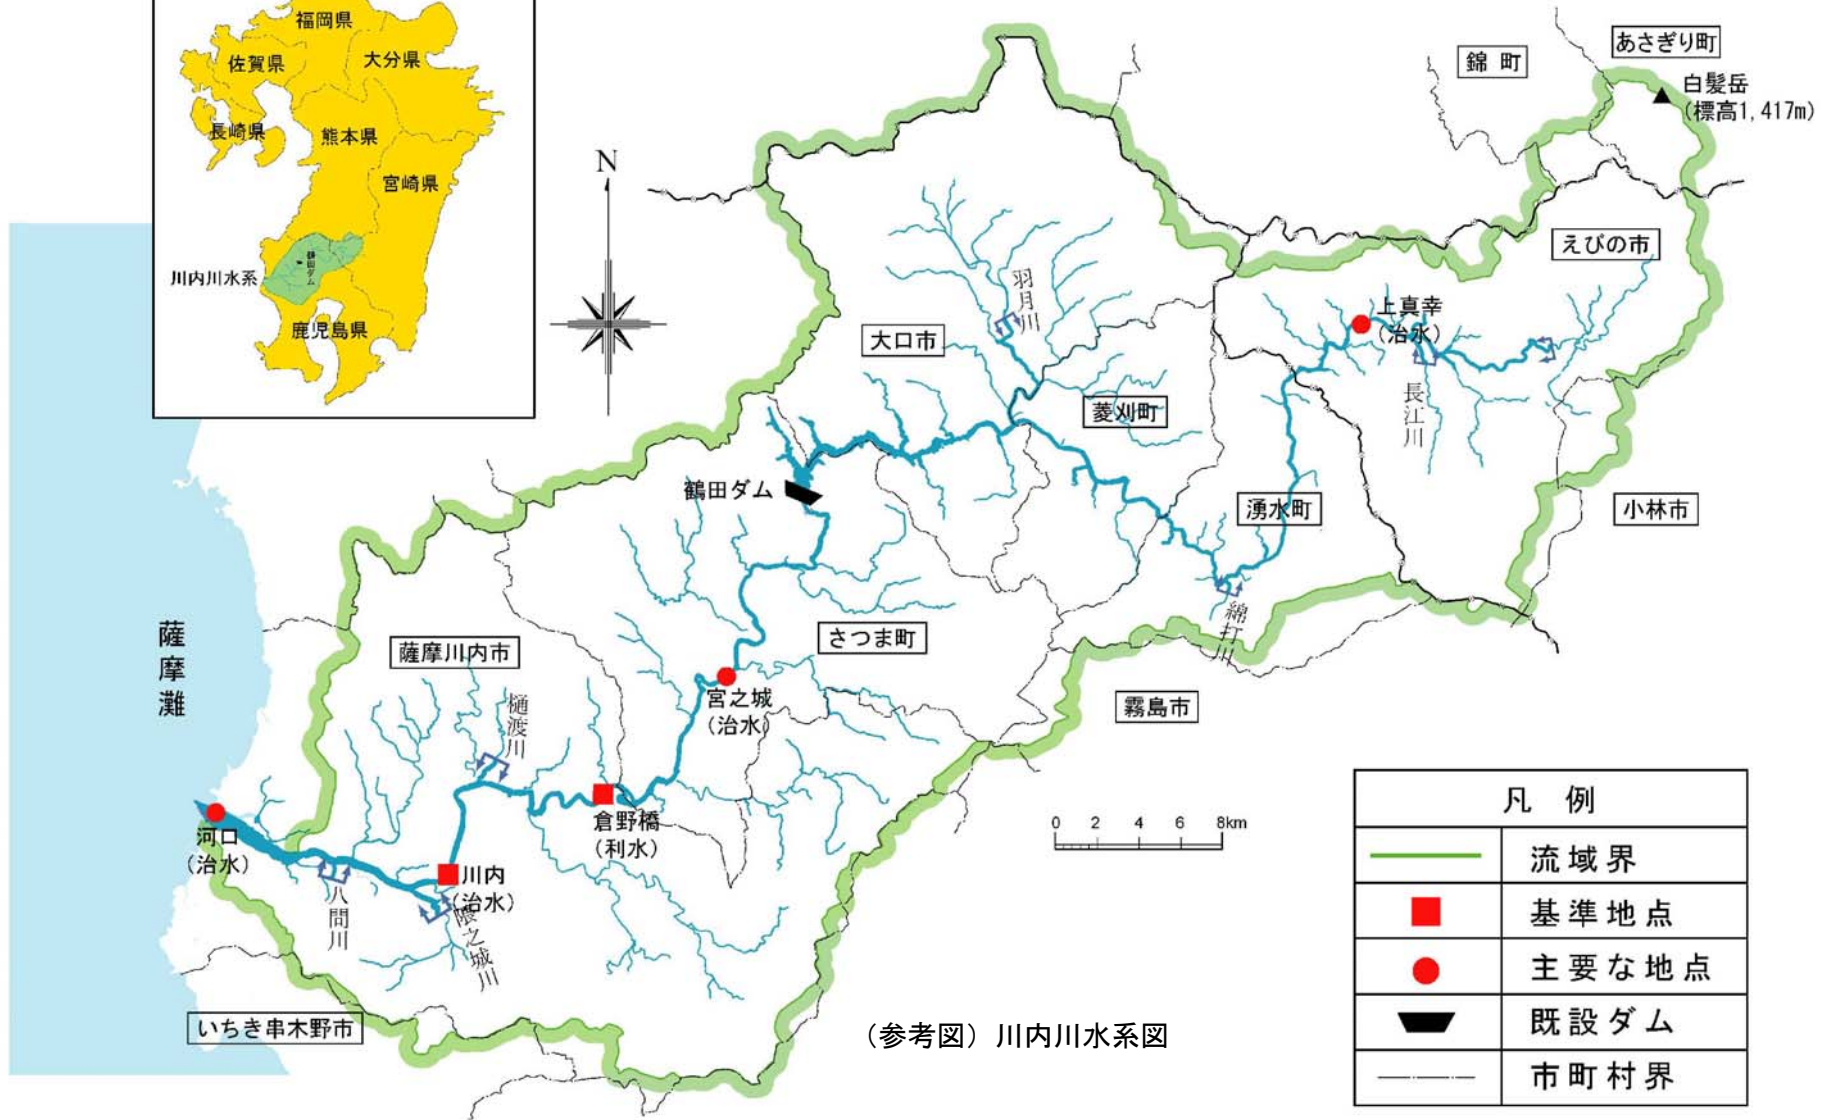 福岡県
佐賀県
大分県
長崎県
熊本県
宮崎県
川内川水系
鶴田ダム
鹿児島県
N
錦 町
あさぎり町
白髪岳
(標高1,417m)
えびの市
羽月川
大口市
上真幸
(治水)
長江川
菱刈町
鶴田ダム
湧水町
小林市
綿打川
薩摩灘
薩摩川内市
さつま町
樋渡川
宮之城
(治水)
霧島市
倉野橋
(利水)
河口
(治水)
川内
(治水)
八間川
隈之城川
いちき串木野市
0 2 4 6 8km
(参考図) 川内川水系図
凡 例
流域界
基準地点
主要な地点
既設ダム
市町村界